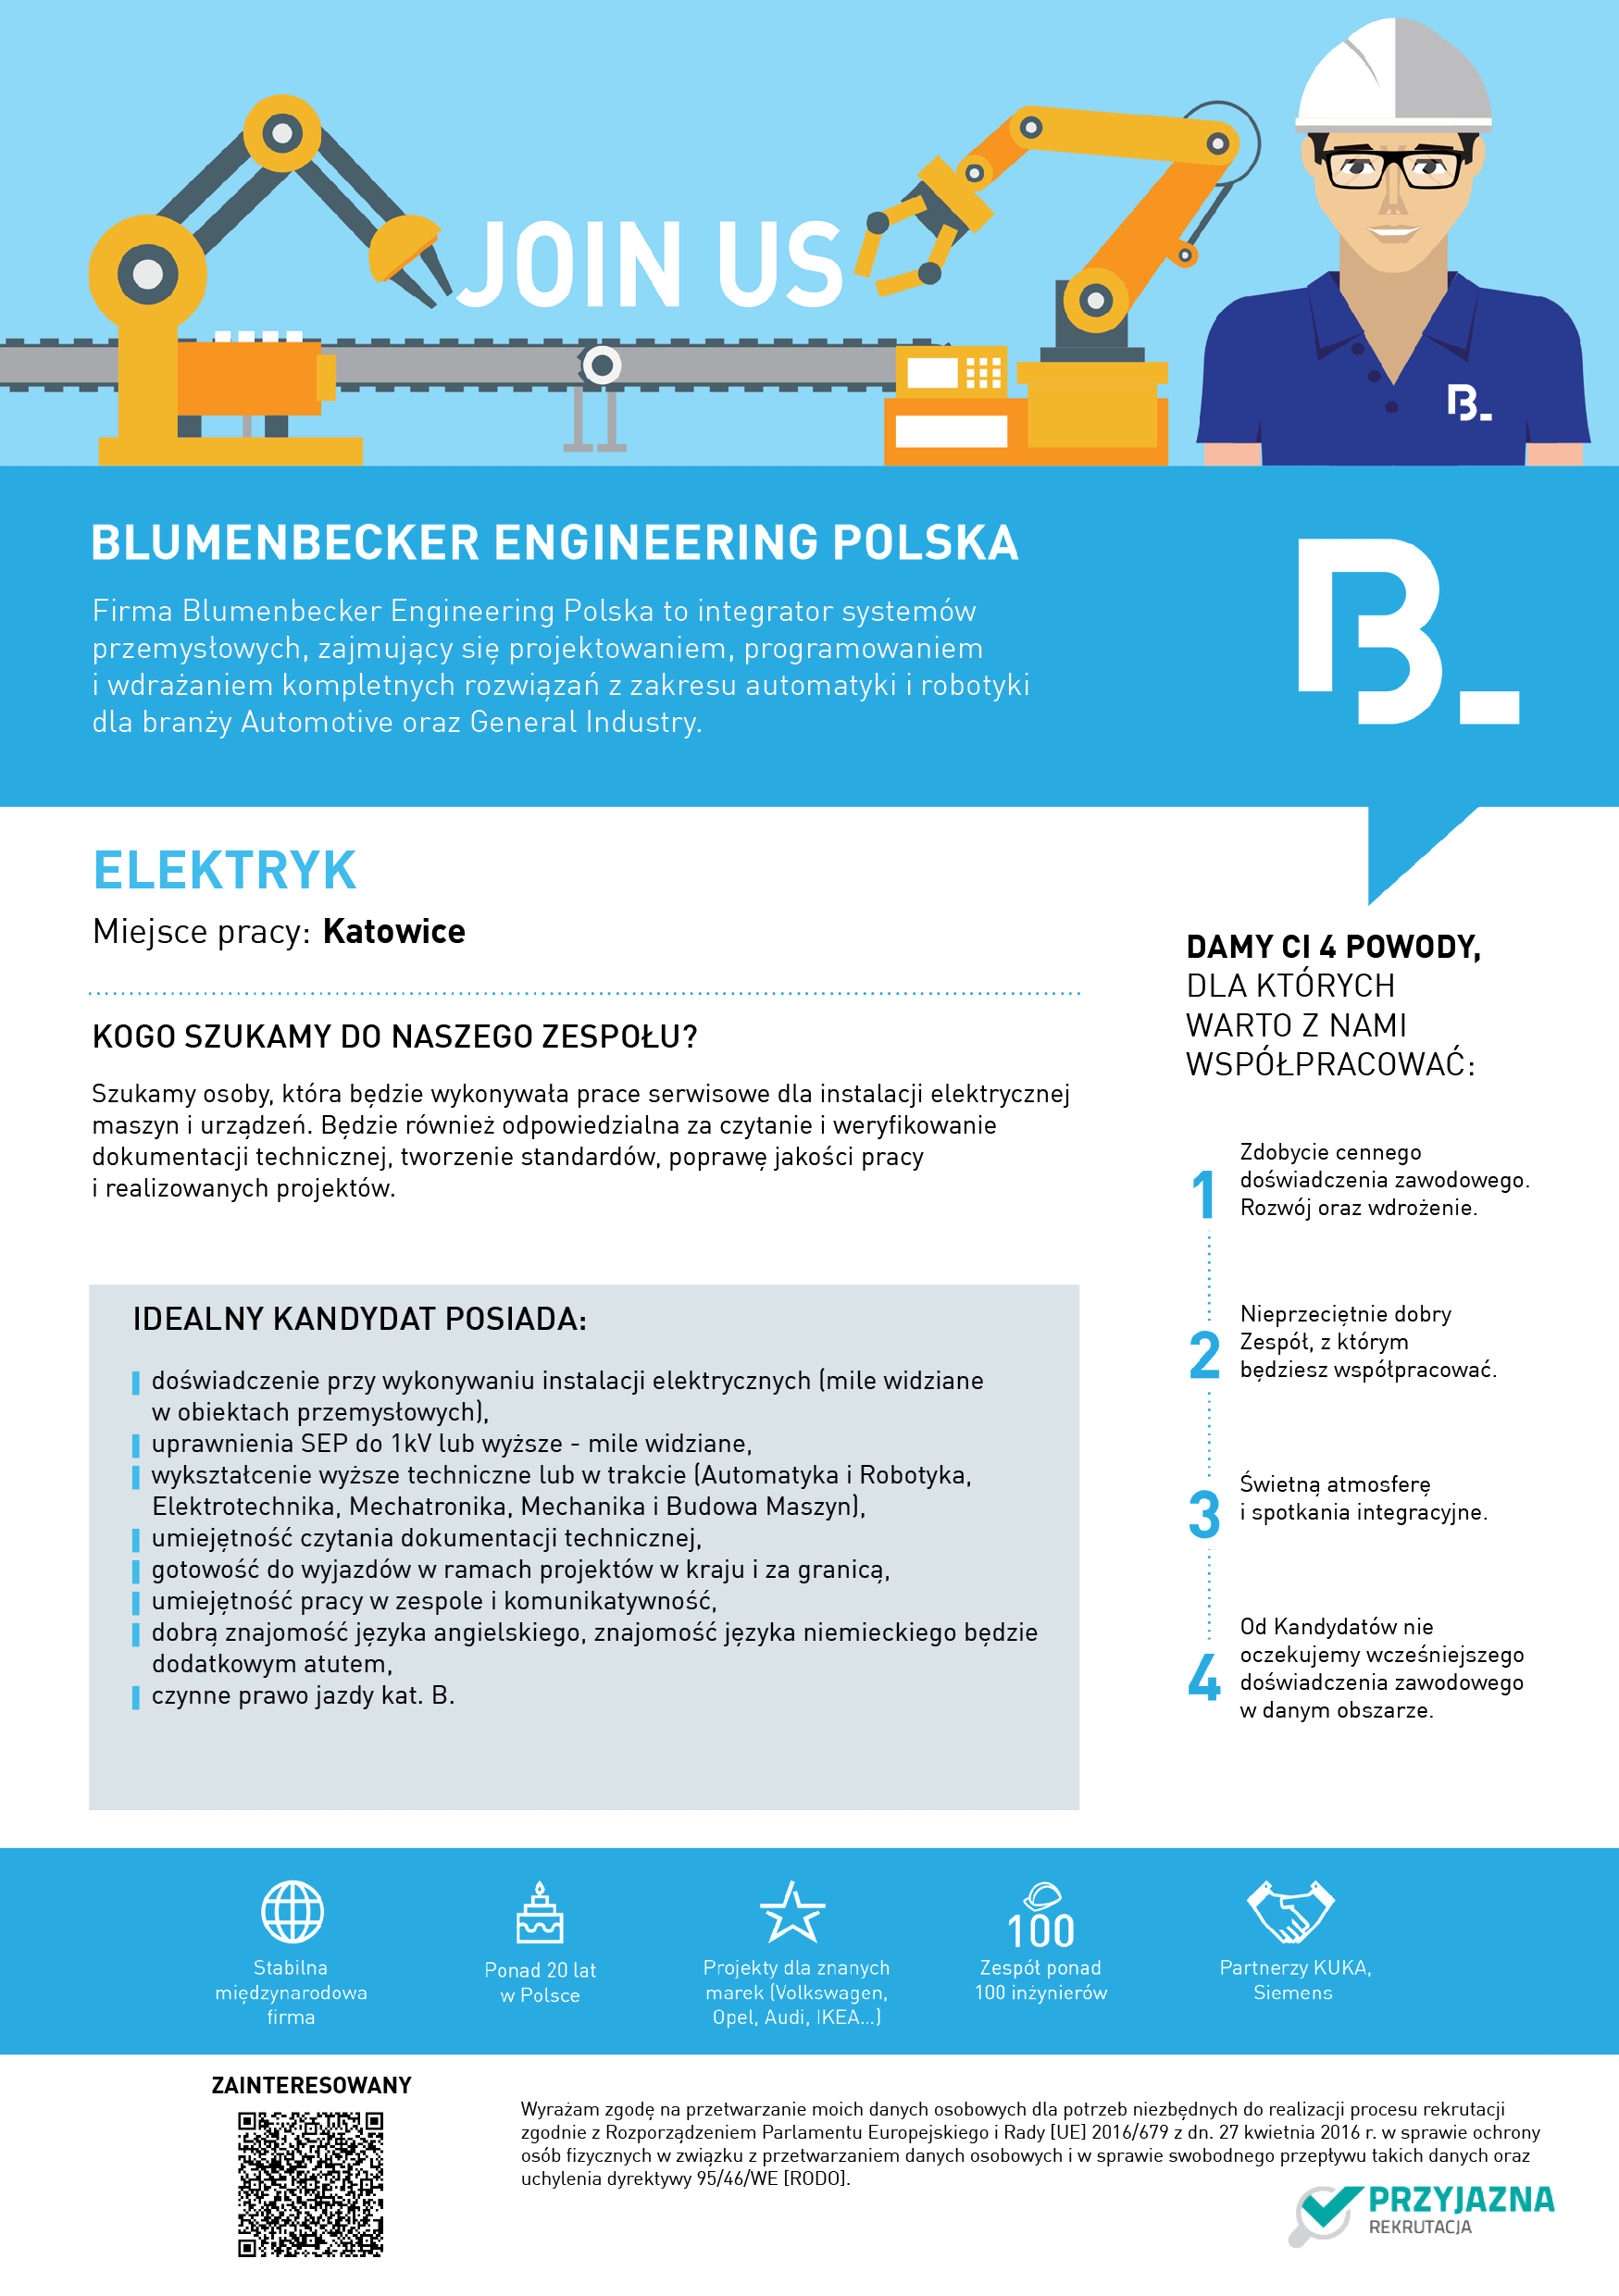 JOIN US
B_
BLUMENBECKER ENGINEERING POLSKA
Firma Blumenbecker Engineering Polska to integrator systemów
przemysłowych, zajmujący się projektowaniem, programowaniem
i wdrażaniem kompletnych rozwiązań z zakresu automatyki i robotyki
dla branży Automotive oraz General Industry.
B_
ELEKTRYK
Miejsce pracy: Katowice
KOGO SZUKAMY DO NASZEGO ZESPOŁU?
Szukamy osoby, która będzie wykonywała prace serwisowe dla instalacji elektrycznej
maszyn i urządzeń. Będzie również odpowiedzialna za czytanie i weryfikowanie
dokumentacji technicznej, tworzenie standardów, poprawę jakości pracy
i realizowanych projektów.
IDEALNY KANDYDAT POSIADA:
doświadczenie przy wykonywaniu instalacji elektrycznych (mile widziane
w obiektach przemysłowych),
uprawnienia SEP do 1kV lub wyższe - mile widziane,
wykształcenie wyższe techniczne lub w trakcie (Automatyka i Robotyka,
Elektrotechnika, Mechatronika, Mechanika i Budowa Maszyn),
umiejętność czytania dokumentacji technicznej,
gotowość do wyjazdów w ramach projektów w kraju i za granicą,
umiejętność pracy w zespole i komunikatywność,
dobrą znajomość języka angielskiego, znajomość języka niemieckiego będzie
dodatkowym atutem,
czynne prawo jazdy kat. B.
DAMY CI 4 POWODY,
DLA KTÓRYCH
WARTO Z NAMI
WSPÓŁPRACOWAĆ:
1
Zdobycie cennego
doświadczenia zawodowego.
Rozwój oraz wdrożenie.
2
Nieprzeciętnie dobry
Zespół, z którym
będziesz współpracować.
3
Świetną atmosferę
i spotkania integracyjne.
4
Od Kandydatów nie
oczekujemy wcześniejszego
doświadczenia zawodowego
w danym obszarze.
Stabilna
międzynarodowa
firma
Ponad 20 lat
w Polsce
Projekty dla znanych
marek (Volkswagen,
Opel, Audi, IKEA...)
100
Zespół ponad
100 inżynierów
Partnerzy KUKA,
Siemens
ZAINTERESOWANY
Wyrażam zgodę na przetwarzanie moich danych osobowych dla potrzeb niezbędnych do realizacji procesu rekrutacji
zgodnie z Rozporządzeniem Parlamentu Europejskiego i Rady [UE] 2016/679 z dn. 27 kwietnia 2016 r. w sprawie ochrony
osób fizycznych w związku z przetwarzaniem danych osobowych i w sprawie swobodnego przepływu takich danych oraz
uchylenia dyrektywy 95/46/WE [RODO].
PRZYJAZNA
REKRUTACJA